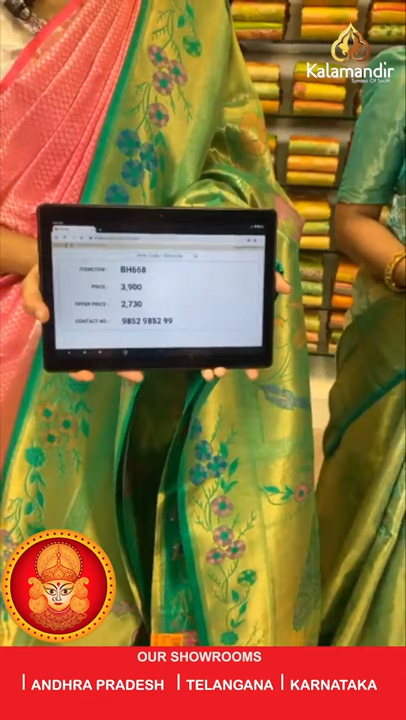 Kalamandir
Symbol Of South
ITEMCODE : BH668
PRICE : 3,900
OFFER PRICE : 2,730
CONTACT NO : 9852 9852 99
OUR SHOWROOMS
| ANDHRA PRADESH | TELANGANA | KARNATAKA